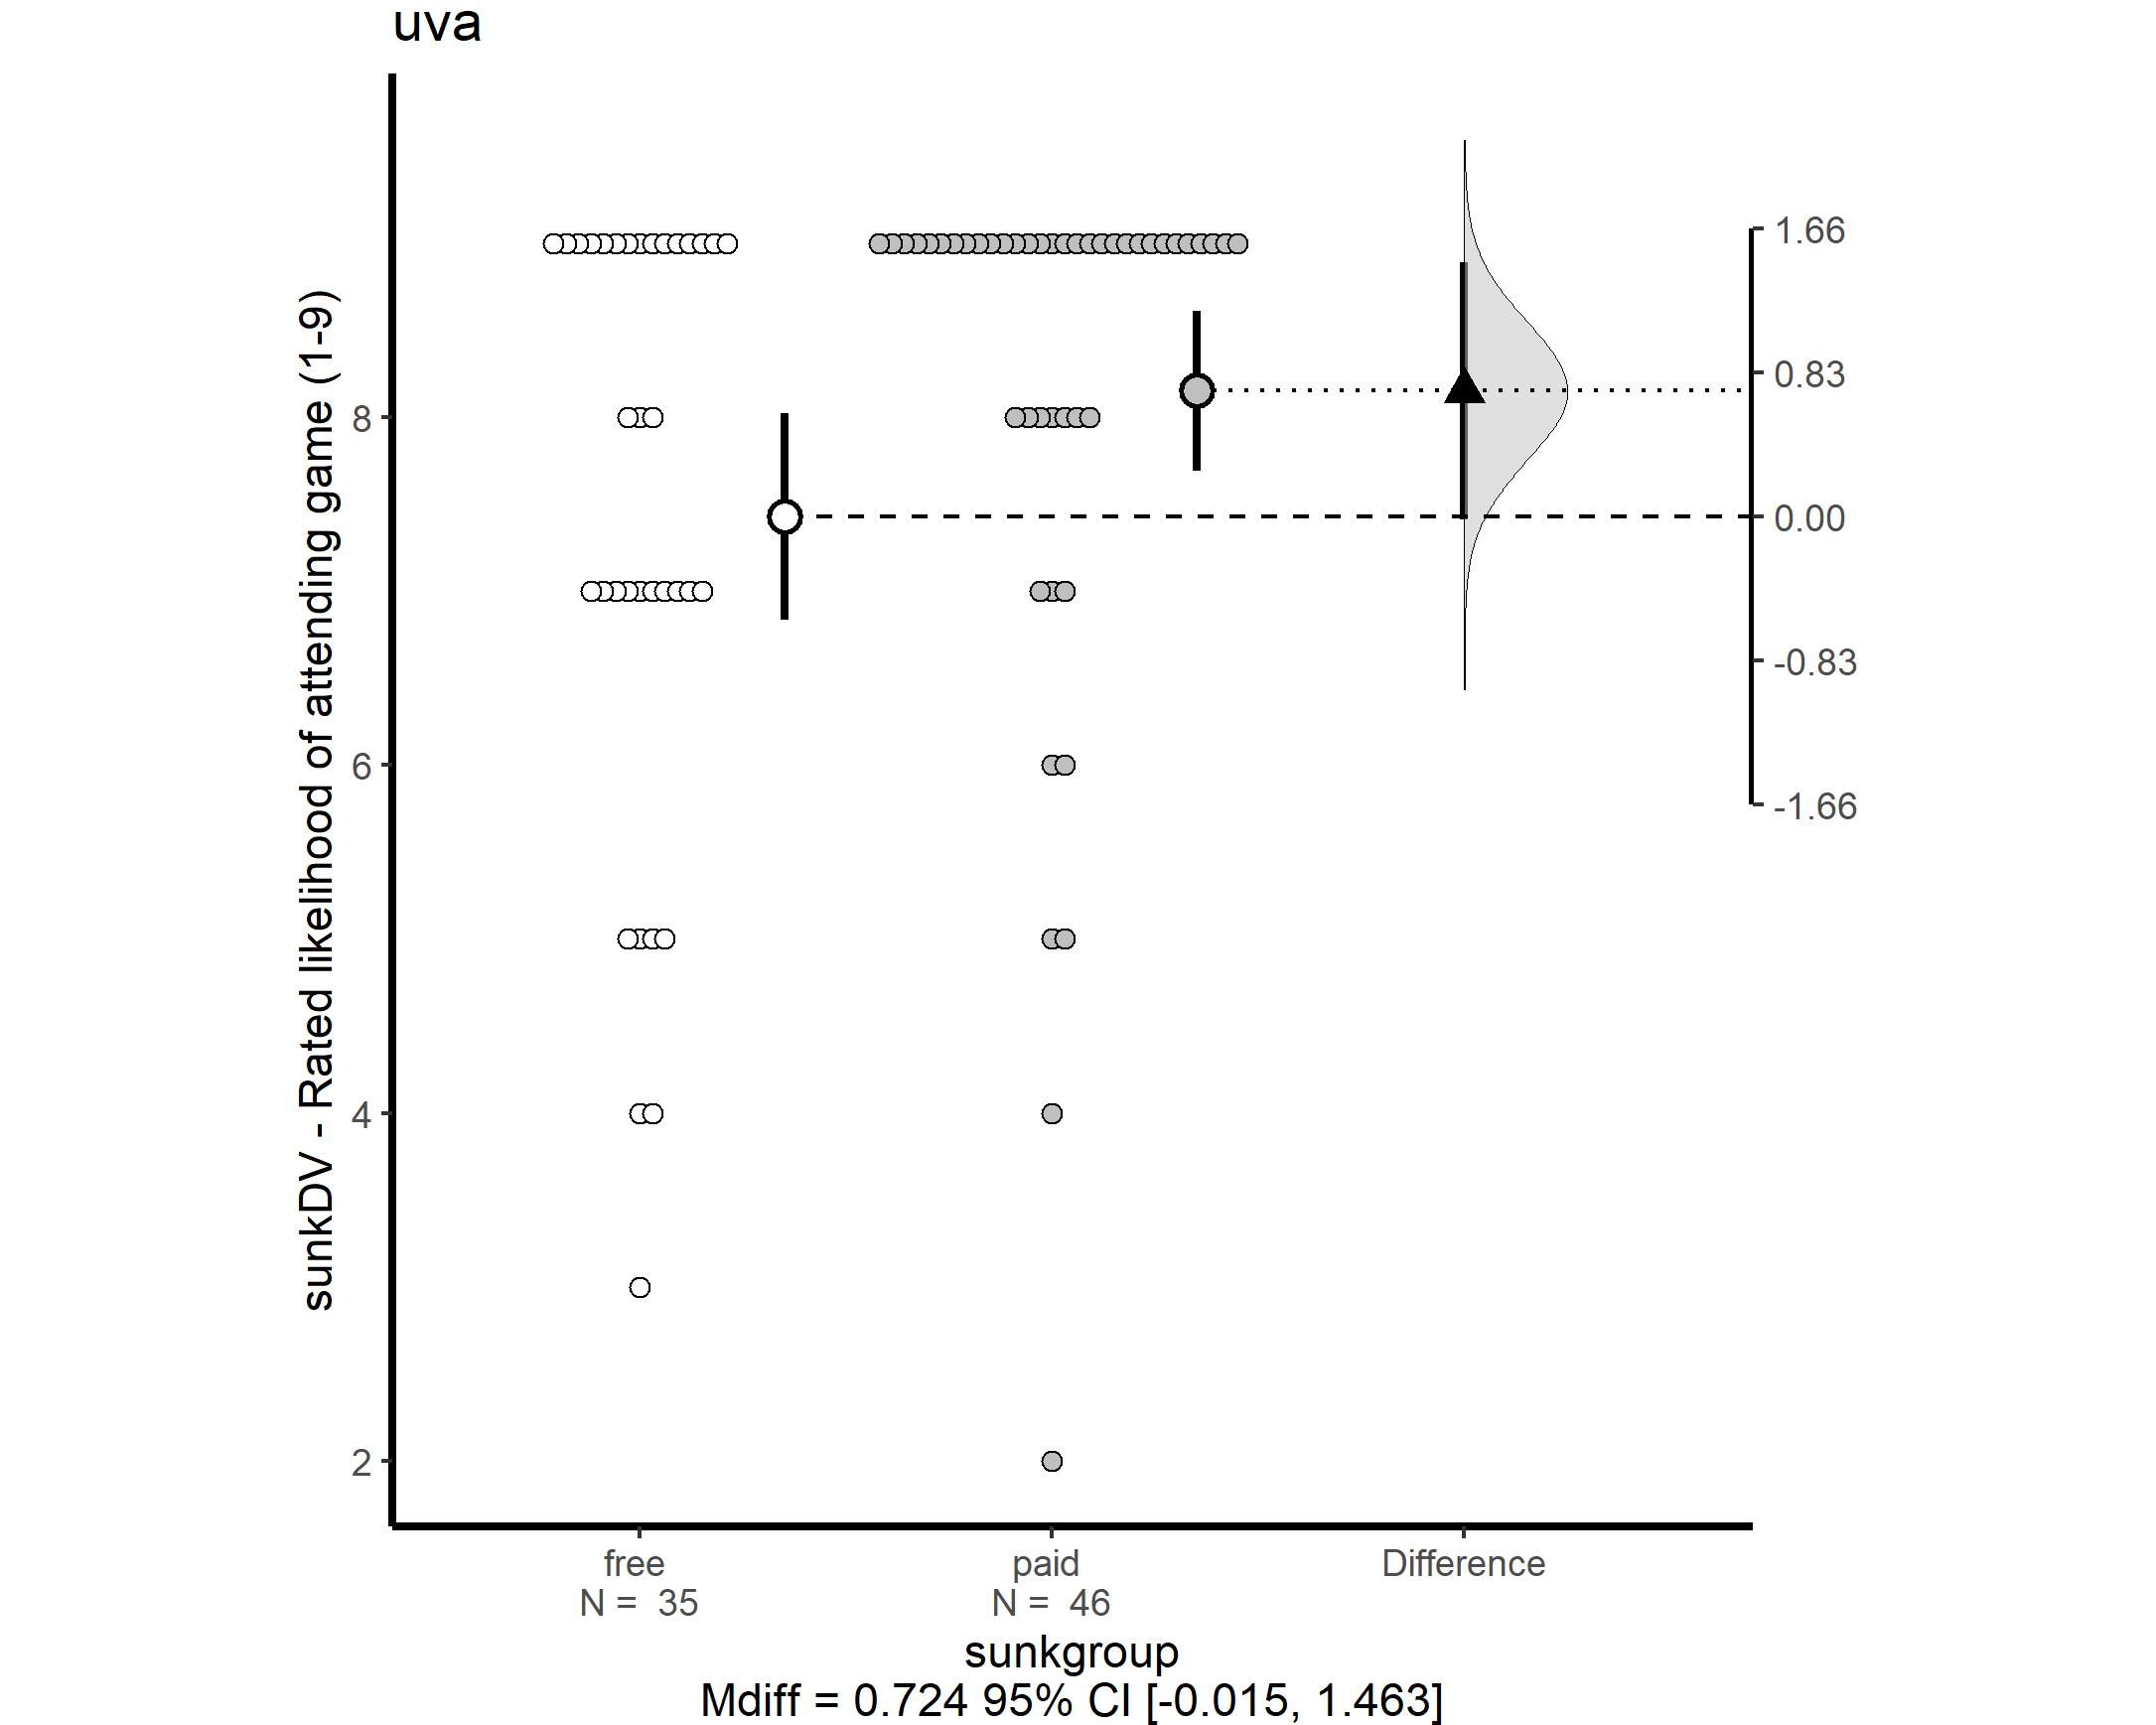 uva
sunkDV - Rated likelihood of attending game (1-9)
8
6
4
2
1.66
0.83
0.00
-0.83
-1.66
free
N =  35
paid
N =  46
Difference
sunkgroup
Mdiff = 0.724 95% CI [-0.015, 1.463]